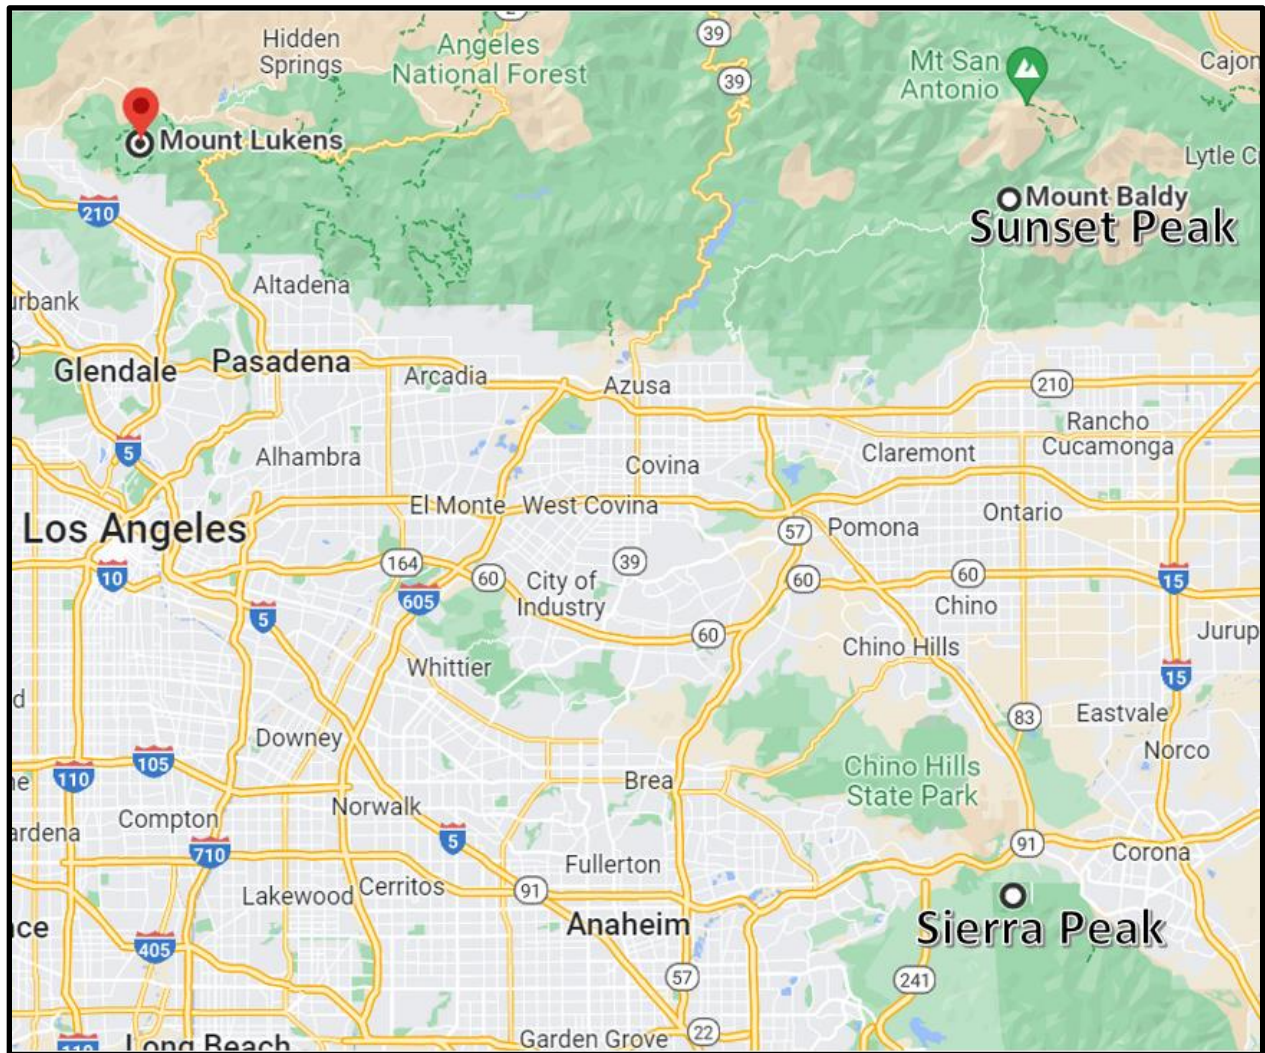 Hidden
Springs
Angeles
National Forest
2
39
39
Mt San
Antonio
Cajon
Mount Lukens
Lytle C
Mount Baldy
Sunset Peak
210
Altadena
urbank
Glendale
Pasadena
Arcadia
Azusa
210
Rancho
Cucamonga
5
Alhambra
Covina
Claremont
El Monte
West Covina
Los Angeles
57
Pomona
Ontario
10
164
60
39
60
60
15
City of
Industry
605
5
Chino
60
Jurup
Whittier
Chino Hills
15
d
83
Eastvale
Downey
Norco
110
105
Brea
Chino Hills
State Park
ne
Norwalk
ardena
Compton
710
5
91
Corona
Fullerton
Lakewood
Cerritos
91
Anaheim
Sierra Peak
ce
405
57
241
22
Garden Grove
110
Long Beach